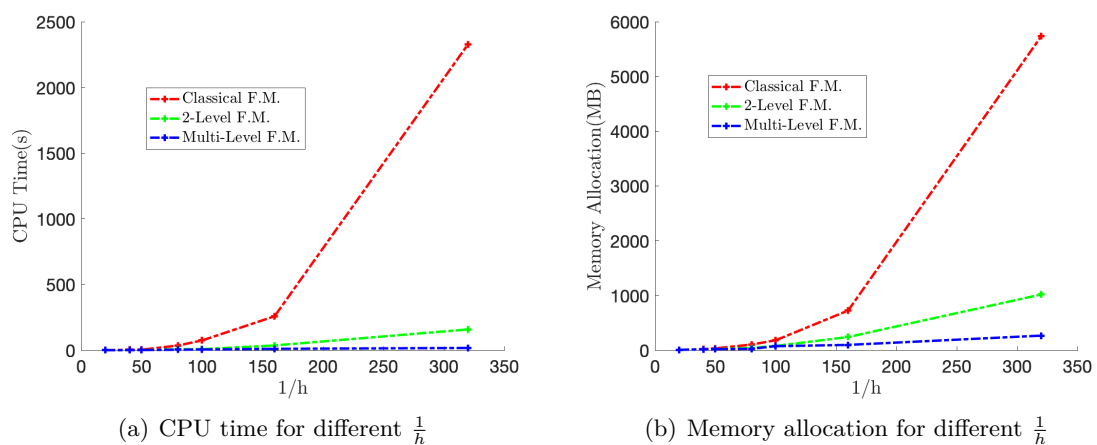 2500
2000
1500
1000
500
0
CPU Time(s)
Classical F.M.
2-Level F.M.
Multi-Level F.M.
0 50 100 150 200 250 300 350
1/h
(a) CPU time for different 1/h
6000
5000
4000
3000
2000
1000
0
Memory Allocation(MB)
Classical F.M.
2-Level F.M.
Multi-Level F.M.
0 50 100 150 200 250 300 350
1/h
(b) Memory allocation for different 1/h